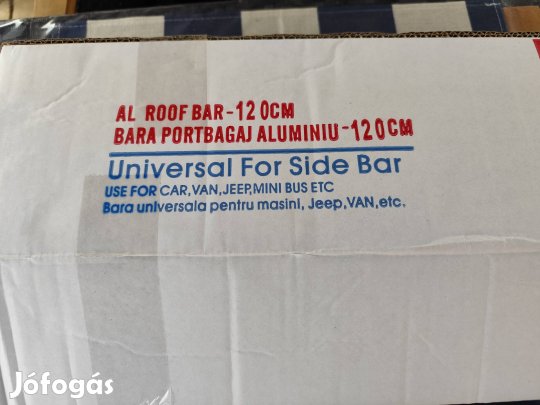 AL ROOF BAR-120CM
BARA PORTBAGAJ ALUMINIU-120CM
Universal For Side Bar
USE FOR CAR,VAN,JEEP,MINI BUS ETC
Bara universala pentru masini, Jeep,VAN,etc.
Jófogás